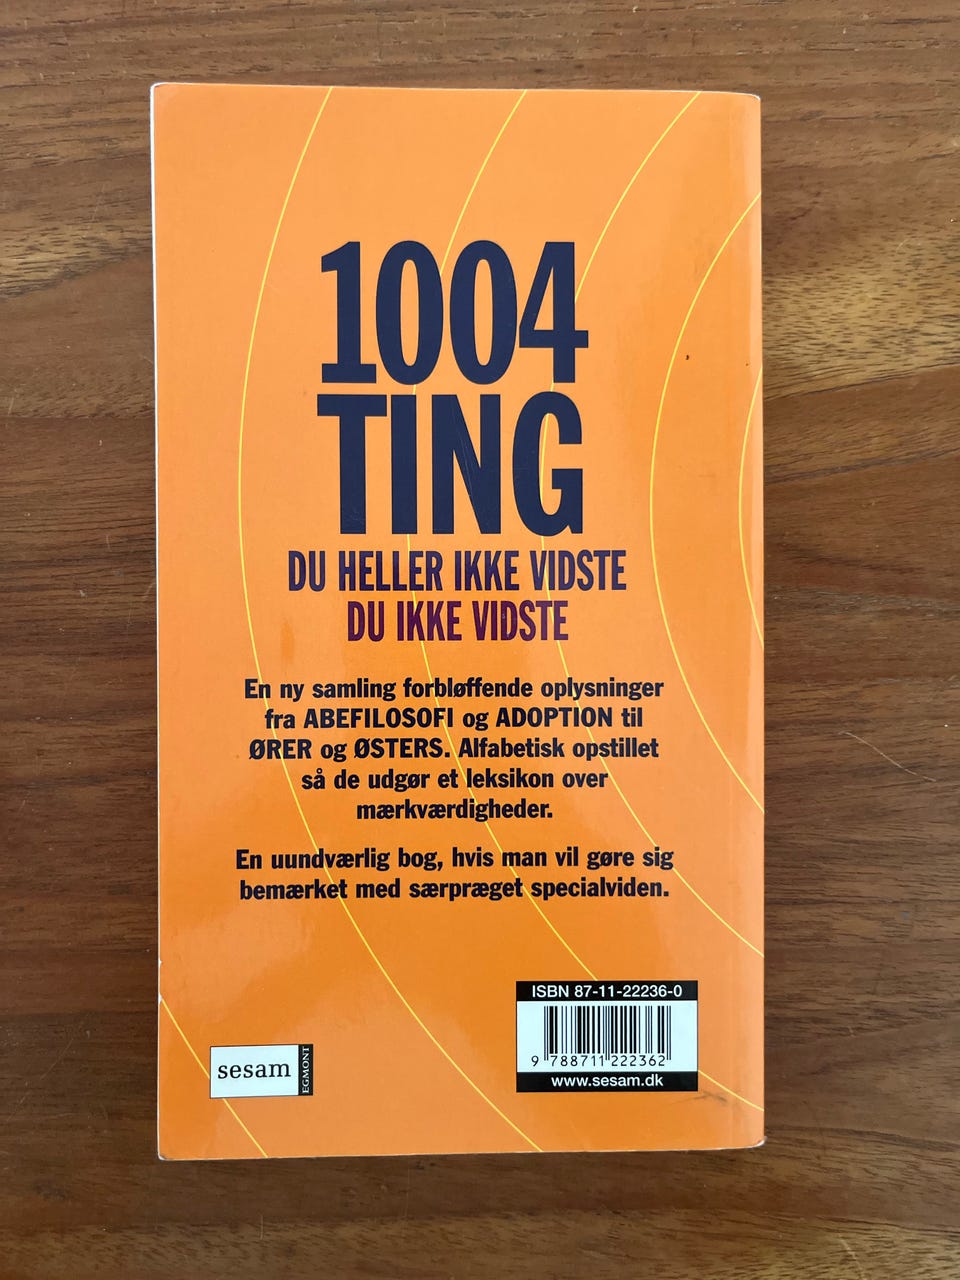 1004
TING
DU HELLER IKKE VIDSTE
DU IKKE VIDSTE
En ny samling forbløffende oplysninger
fra ABEFILOSOFI og ADOPTION til
ØRER og ØSTERS. Alfabetisk opstillet
så de udgør et leksikon over
mærkværdigheder.
En uundværlig bog, hvis man vil gøre sig
bemærket med særpræget specialviden.
ISBN 87-11-22236-0
9 788711 222362
www.sesam.dk
sesam
EGMONT